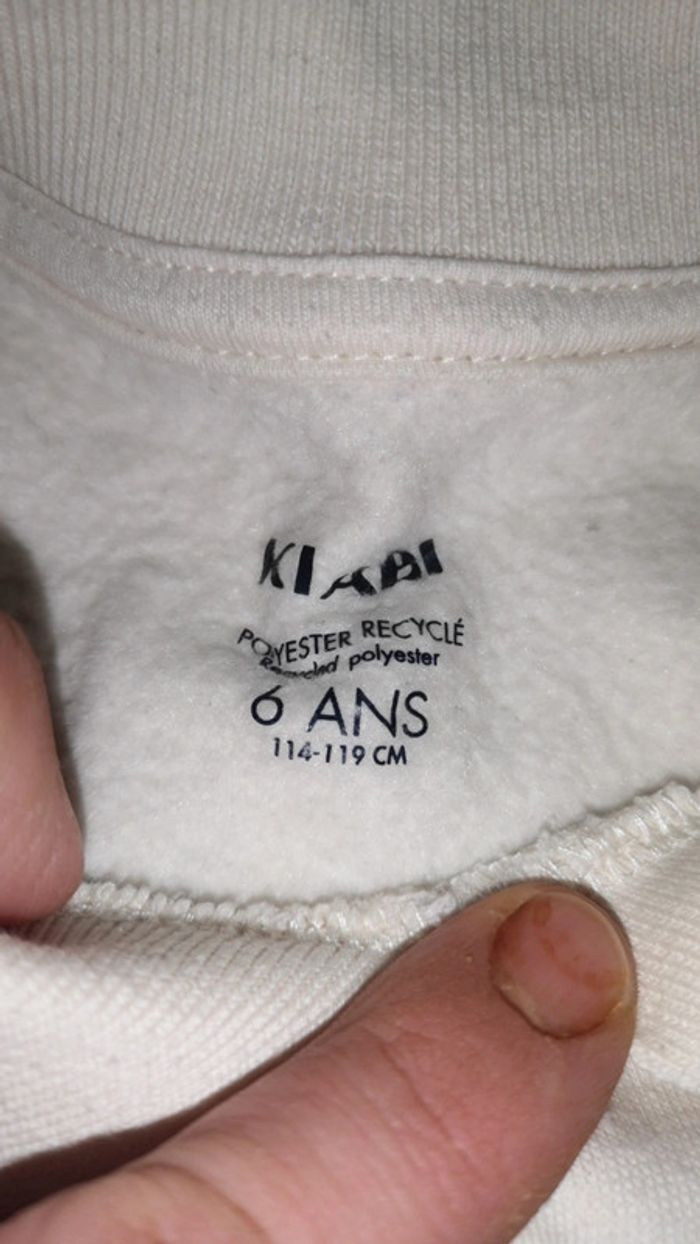 KIABI
POLYESTER RECYCLÉ
Recycled polyester
6 ANS
114-119 CM